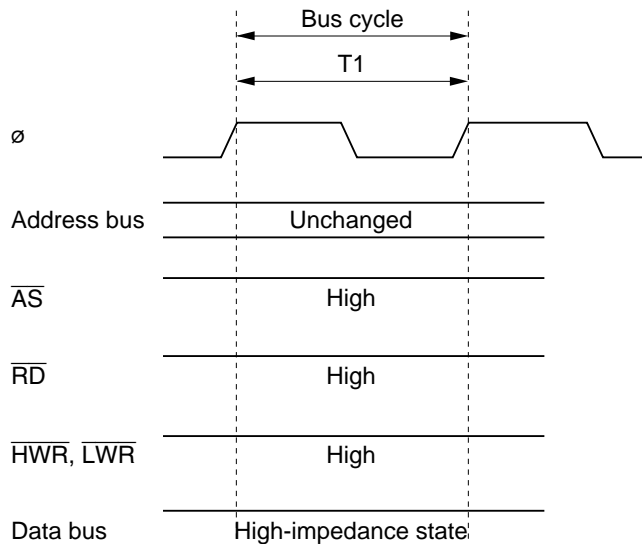 Bus cycle
T1
ø
Address bus Unchanged
AS High
RD High
HWR, LWR High
Data bus High-impedance state